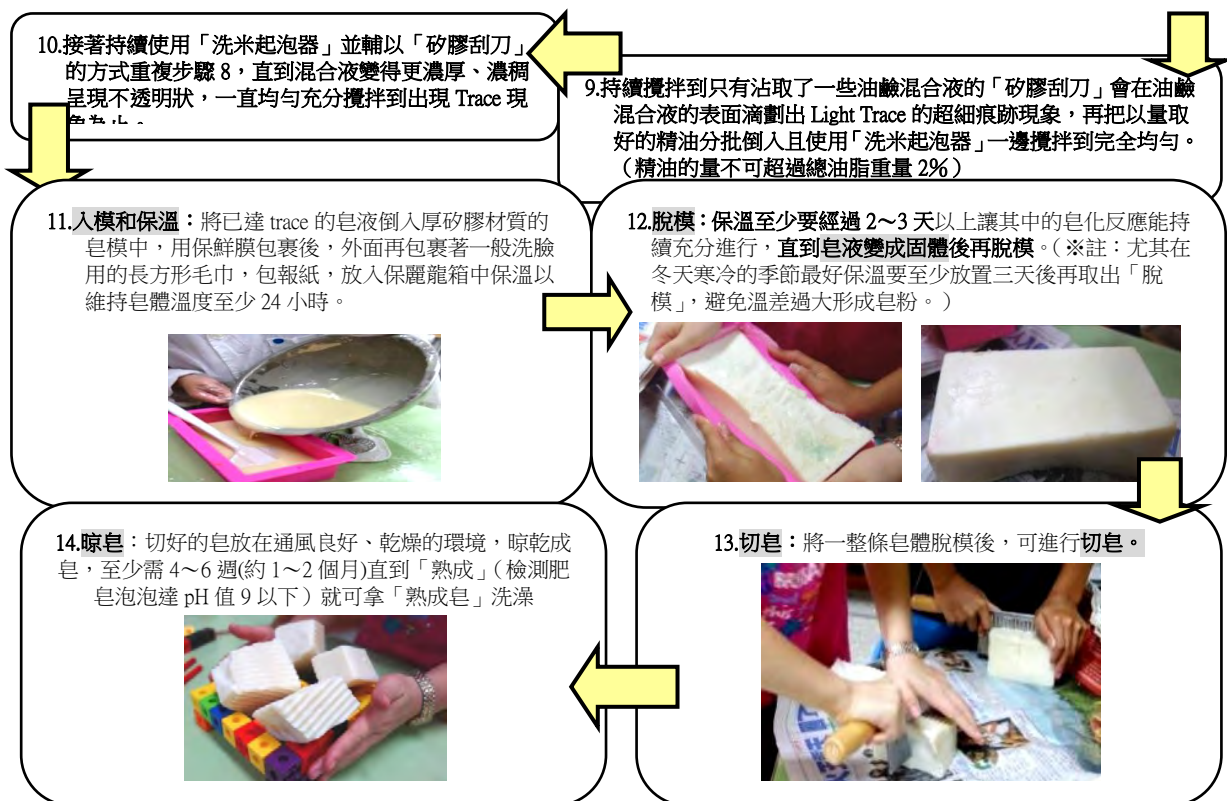 10.接著持續使用「洗米起泡器」並輔以「矽膠刮刀」
的方式重複步驟 8，直到混合液變得更濃厚、濃稠
呈現不透明狀，一直均勻充分攪拌到出現 Trace 現
象為止。
9.持續攪拌到只有沾取了一些油鹼混合液的「矽膠刮刀」會在油鹼
混合液的表面滴劃出 Light Trace 的超細痕跡現象，再把以量取
好的精油分批倒入且使用「洗米起泡器」一邊攪拌到完全均勻。
（精油的量不可超過總油脂重量 2%）
11.入模和保溫：將已達 trace 的皂液倒入厚矽膠材質的
皂模中，用保鮮膜包裹後，外面再包裹著一般洗臉
用的長方形毛巾，包報紙，放入保麗龍箱中保溫以
維持皂體溫度至少 24 小時。
12.脫模：保溫至少要經過 2～3 天以上讓其中的皂化反應能持
續充分進行，直到皂液變成固體後再脫模。（※註：尤其在
冬天寒冷的季節最好保溫要至少放置三天後再取出「脫
模」，避免溫差過大形成皂粉。）
14.晾皂：切好的皂放在通風良好、乾燥的環境，晾乾成
皂，至少需 4～6 週(約 1～2 個月)直到「熟成」（檢測肥
皂泡泡達 pH 值 9 以下）就可拿「熟成皂」洗澡
13.切皂：將一整條皂體脫模後，可進行切皂。